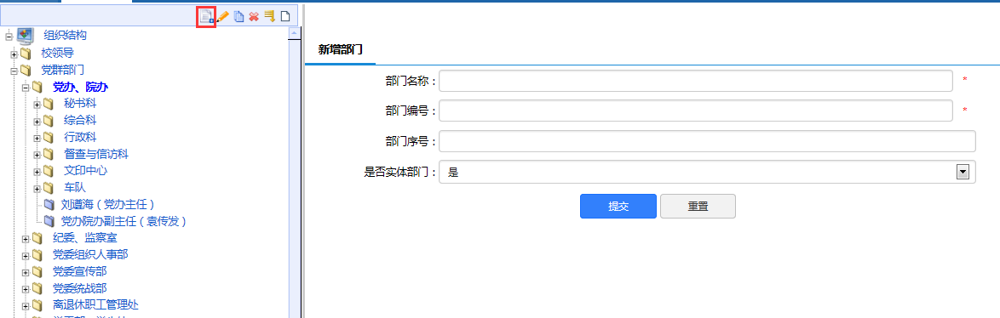 组织结构
校领导
党群部门
党办、院办
秘书科
综合科
行政科
督查与信访科
文印中心
车队
刘遵海（党办主任）
党办院办副主任（袁传发）
纪委、监察室
党委组织人事部
党委宣传部
党委统战部
离退休职工管理处
新增部门
部门名称： *
部门编号： *
部门序号：
是否实体部门： 是
提交 重置